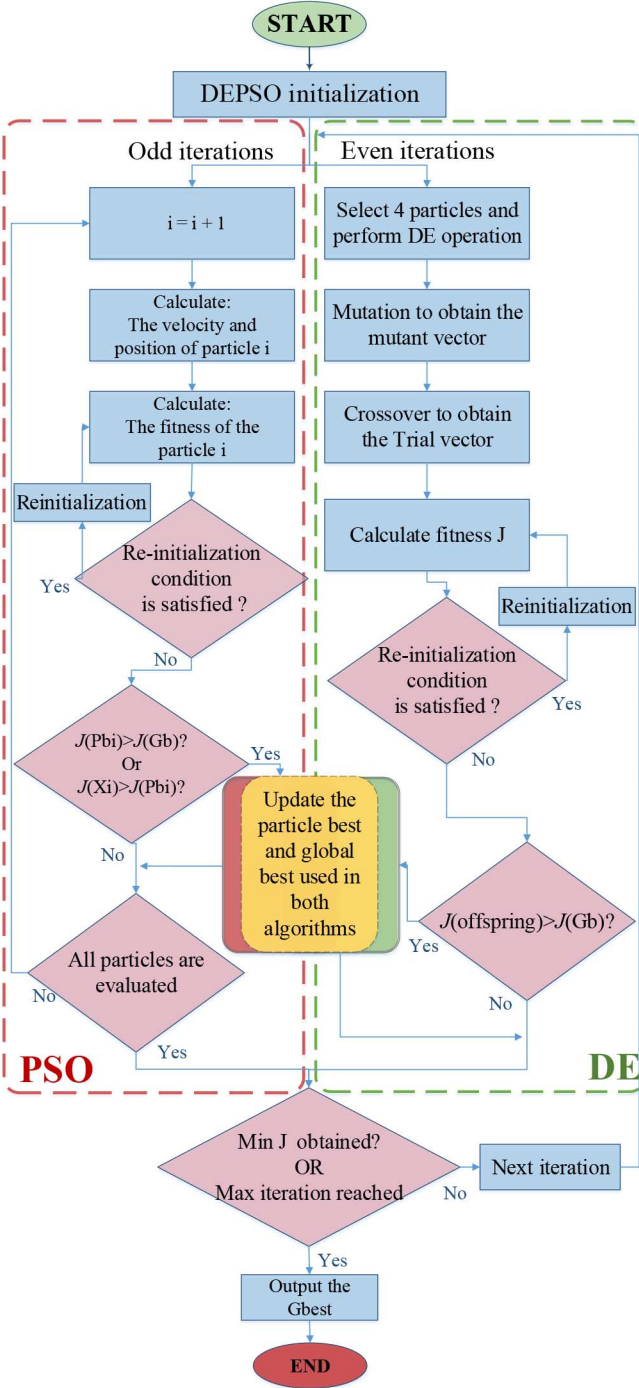 START
DEPSO initialization
Odd iterations
Even iterations
i = i + 1
Calculate:
The velocity and
position of particle i
Calculate:
The fitness of the
particle i
Reinitialization
Yes
Re-initialization
condition
is satisfied ?
No
J(Pbi)>J(Gb)?
Or
J(Xi)>J(Pbi)?
Yes
No
All particles are
evaluated
No
Yes
PSO
Select 4 particles and
perform DE operation
Mutation to obtain the
mutant vector
Crossover to obtain
the Trial vector
Calculate fitness J
Reinitialization
Re-initialization
condition
is satisfied ?
Yes
No
J(offspring)>J(Gb)?
Yes
No
DE
Update the
particle best
and global
best used in
both
algorithms
Min J obtained?
OR
Max iteration reached
No
Next iteration
Yes
Output the
Gbest
END